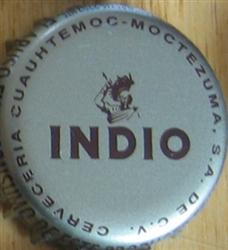 CERVECERIA CUAUHTEMOC-MOCTEZUMA, S.A. DE C.V.
INDIO